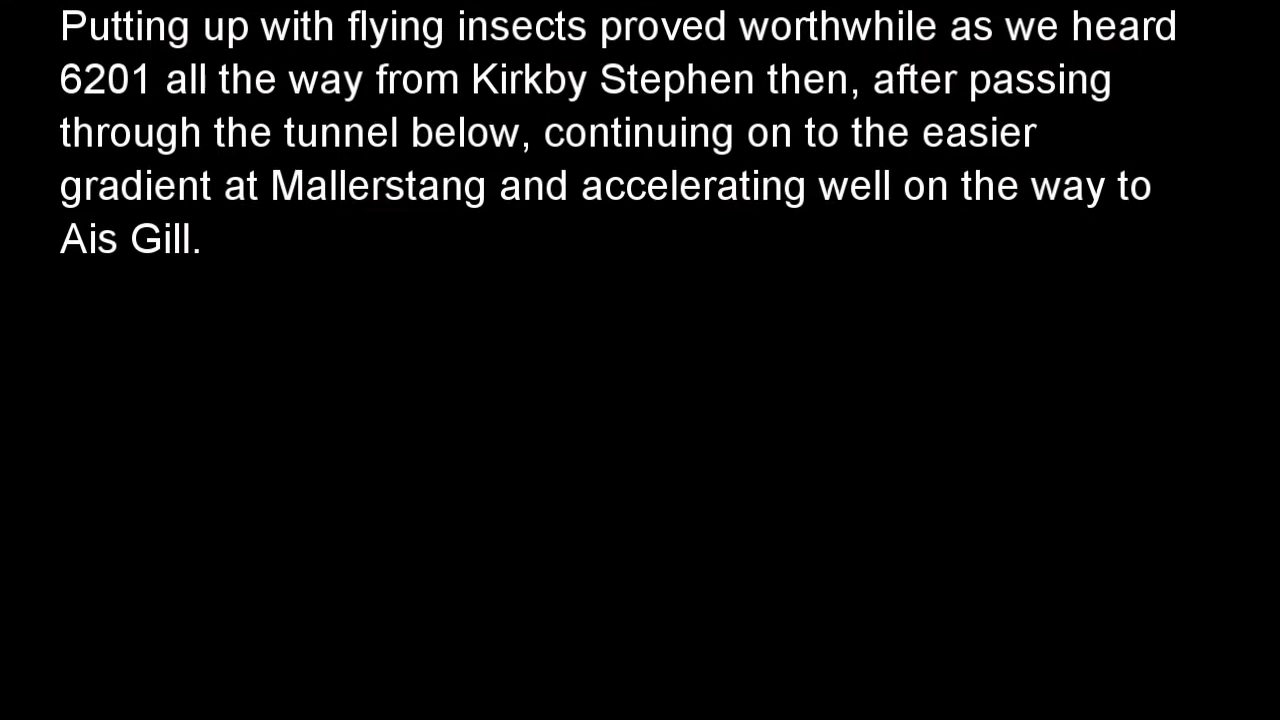 Putting up with flying insects proved worthwhile as we heard
6201 all the way from Kirkby Stephen then, after passing
through the tunnel below, continuing on to the easier
gradient at Mallerstang and accelerating well on the way to
Ais Gill.